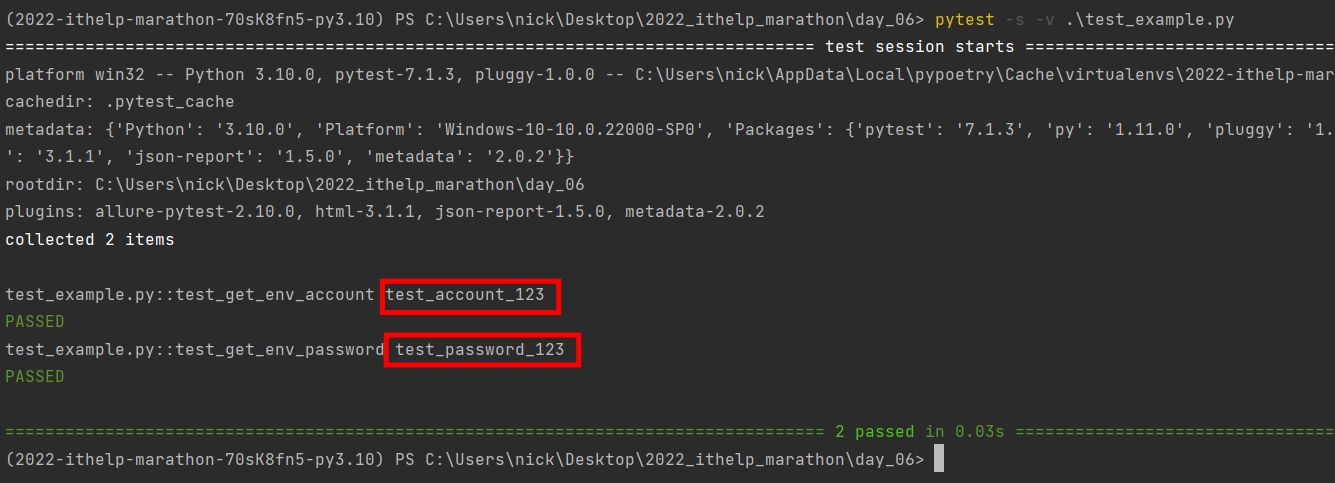 (2022-ithelp-marathon-70sK8fn5-py3.10) PS C:\Users\nick\Desktop\2022_ithelp_marathon\day_06> pytest -s -v .\test_example.py
================================================================================= test session starts ===============================
platform win32 -- Python 3.10.0, pytest-7.1.3, pluggy-1.0.0 -- C:\Users\nick\AppData\Local\pypoetry\Cache\virtualenvs\2022-ithelp-mar
cachedir: .pytest_cache
metadata: {'Python': '3.10.0', 'Platform': 'Windows-10-10.0.22000-SP0', 'Packages': {'pytest': '7.1.3', 'py': '1.11.0', 'pluggy': '1.
': '3.1.1', 'json-report': '1.5.0', 'metadata': '2.0.2'}}
rootdir: C:\Users\nick\Desktop\2022_ithelp_marathon\day_06
plugins: allure-pytest-2.10.0, html-3.1.1, json-report-1.5.0, metadata-2.0.2
collected 2 items
test_example.py::test_get_env_account test_account_123
PASSED
test_example.py::test_get_env_password test_password_123
PASSED
================================================================================== 2 passed in 0.03s ================================
(2022-ithelp-marathon-70sK8fn5-py3.10) PS C:\Users\nick\Desktop\2022_ithelp_marathon\day_06>